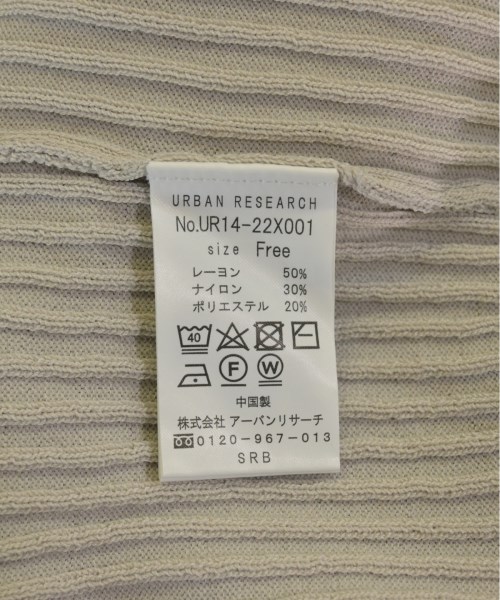 URBAN RESEARCH
No.UR14-22X001
size Free
レーヨン 50%
ナイロン 30%
ポリエステル 20%
40
F W
中国製
株式会社 アーバンリサーチ
0120-967-013
SRB